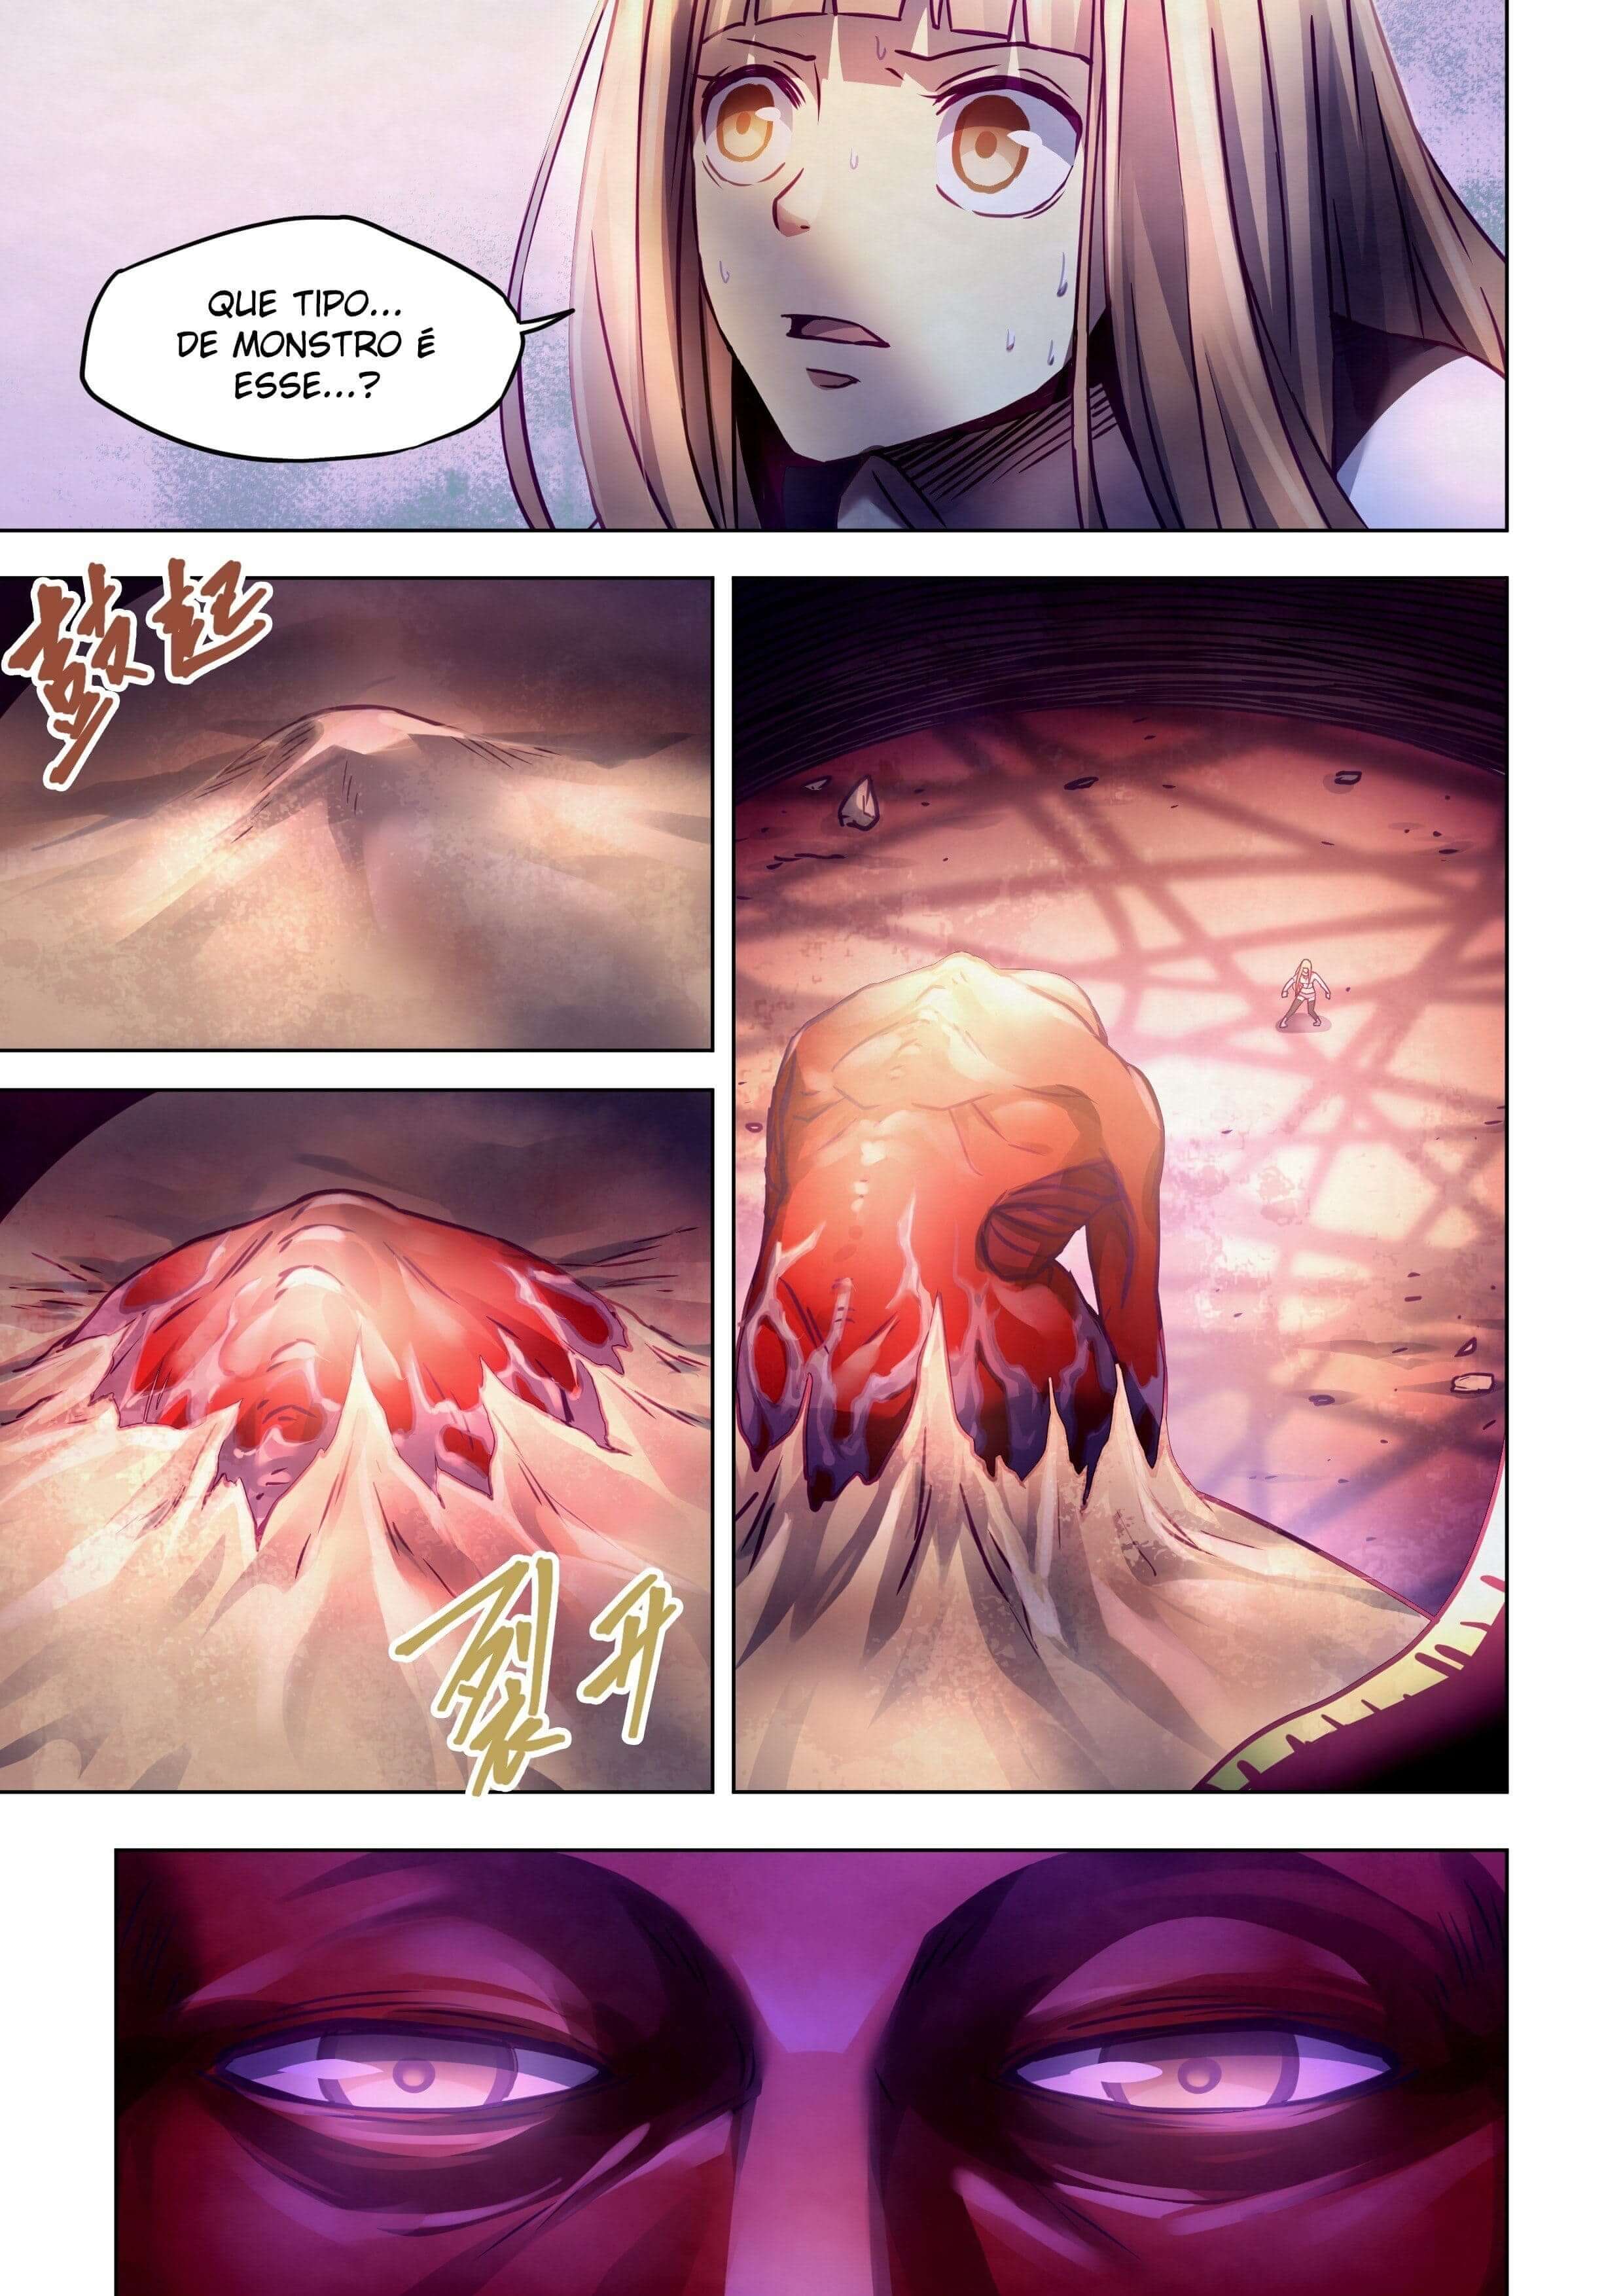 QUE TIPO...
DE MONSTRO É
ESSE...?
鼓起
裂开